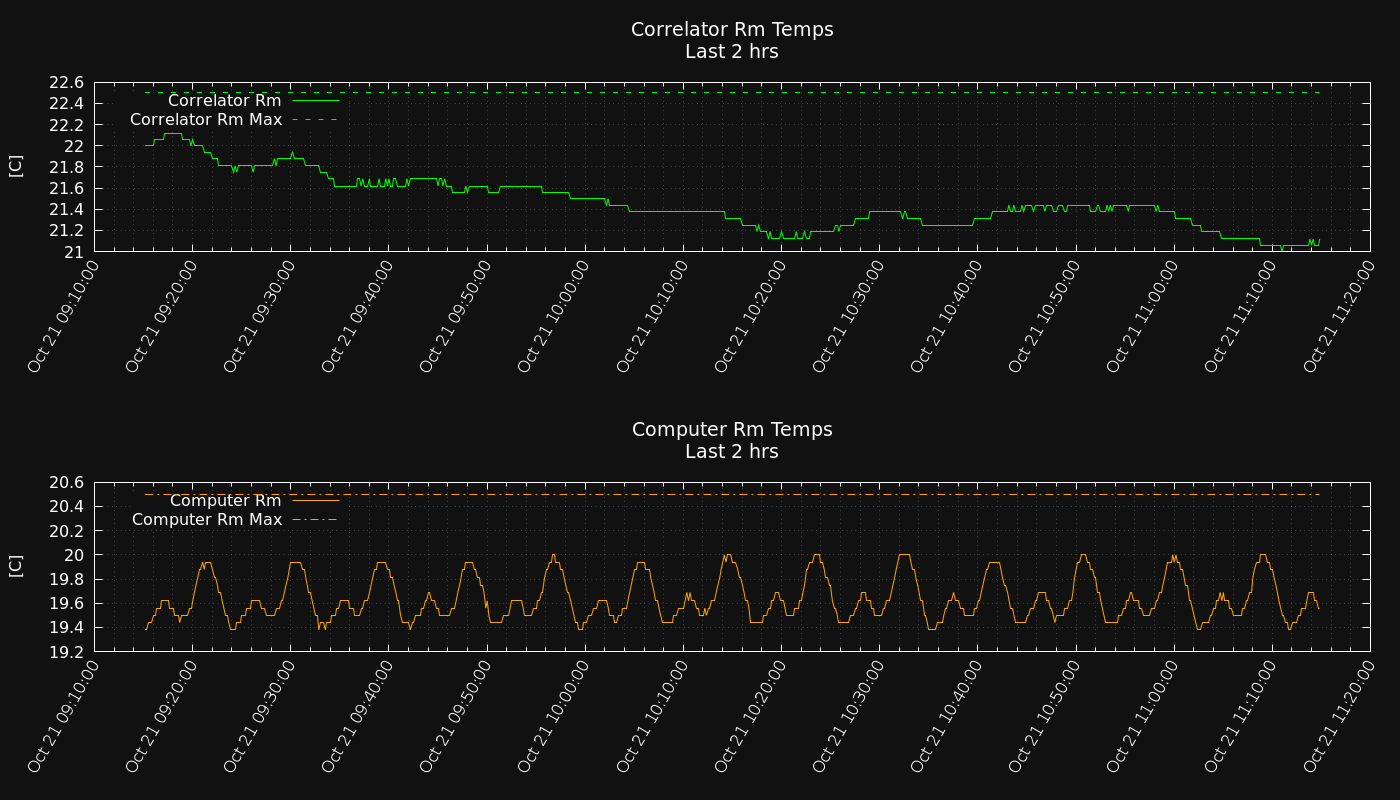 Correlator Rm Temps
Last 2 hrs
22.6
22.4
22.2
22
21.8
21.6
21.4
21.2
21
[C]
Correlator Rm
Correlator Rm Max
Oct 21 09:10:00
Oct 21 09:20:00
Oct 21 09:30:00
Oct 21 09:40:00
Oct 21 09:50:00
Oct 21 10:00:00
Oct 21 10:10:00
Oct 21 10:20:00
Oct 21 10:30:00
Oct 21 10:40:00
Oct 21 10:50:00
Oct 21 11:00:00
Oct 21 11:10:00
Oct 21 11:20:00
Computer Rm Temps
Last 2 hrs
20.6
20.4
20.2
20
19.8
19.6
19.4
19.2
[C]
Computer Rm
Computer Rm Max
Oct 21 09:10:00
Oct 21 09:20:00
Oct 21 09:30:00
Oct 21 09:40:00
Oct 21 09:50:00
Oct 21 10:00:00
Oct 21 10:10:00
Oct 21 10:20:00
Oct 21 10:30:00
Oct 21 10:40:00
Oct 21 10:50:00
Oct 21 11:00:00
Oct 21 11:10:00
Oct 21 11:20:00